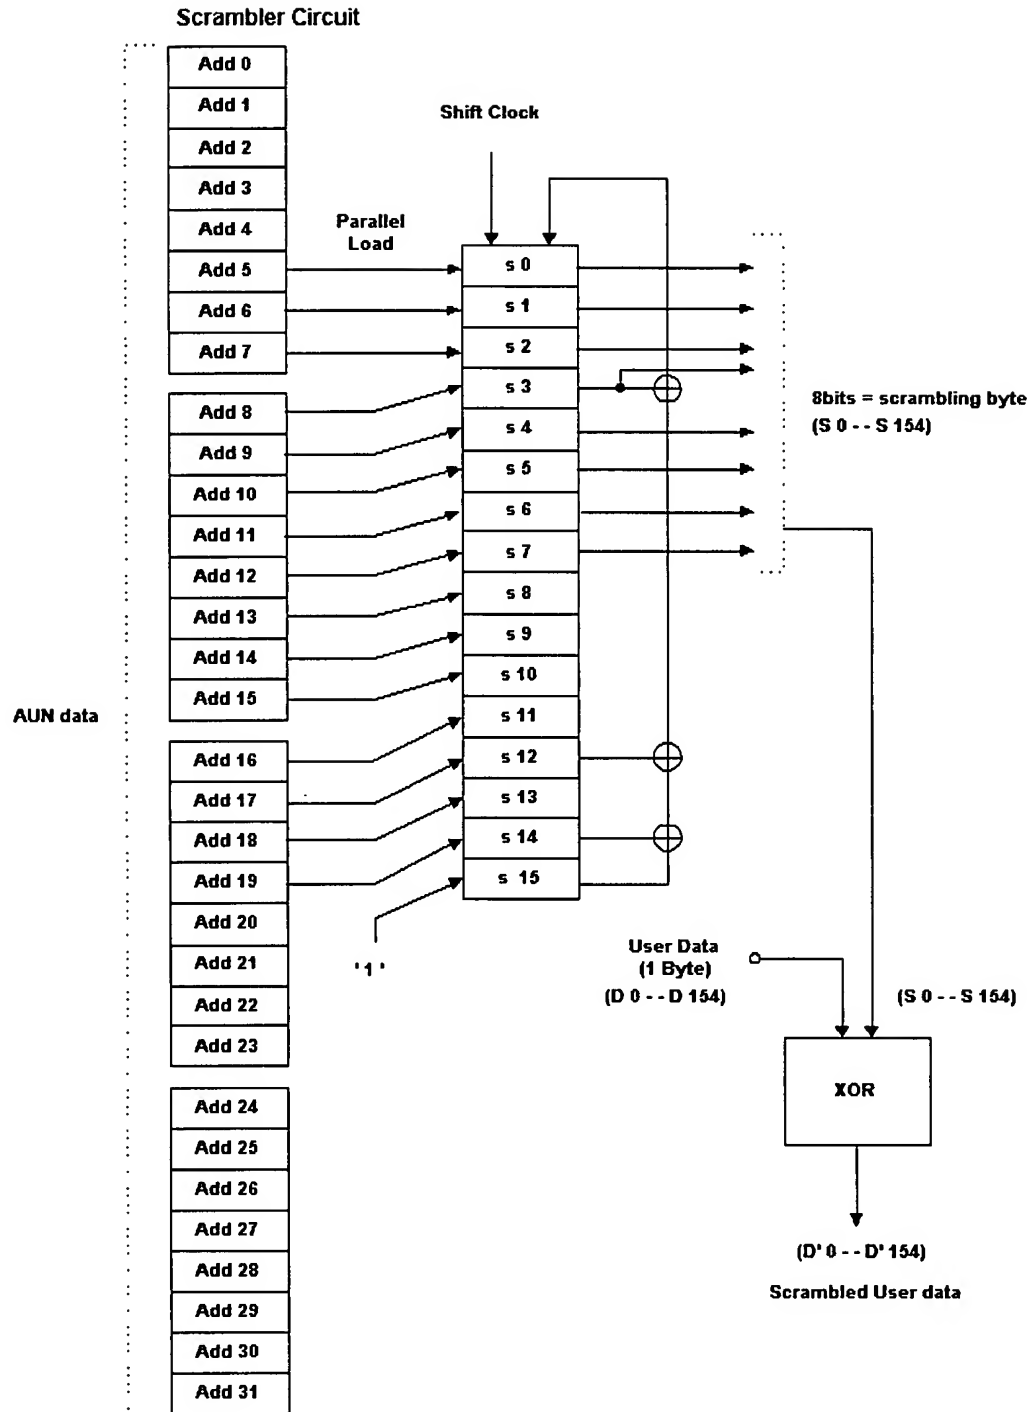 Scrambler Circuit
Add 0
Add 1
Add 2
Add 3
Add 4
Add 5
Add 6
Add 7
Add 8
Add 9
Add 10
Add 11
Add 12
Add 13
Add 14
Add 15
Add 16
Add 17
Add 18
Add 19
Add 20
Add 21
Add 22
Add 23
Add 24
Add 25
Add 26
Add 27
Add 28
Add 29
Add 30
Add 31
AUN data
Parallel
Load
Shift Clock
s 0
s 1
s 2
s 3
s 4
s 5
s 6
s 7
s 8
s 9
s 10
s 11
s 12
s 13
s 14
s 15
'1'
8bits = scrambling byte
(S 0 - - S 154)
User Data
(1 Byte)
(D 0 - - D 154)
(S 0 - - S 154)
XOR
(D' 0 - - D' 154)
Scrambled User data